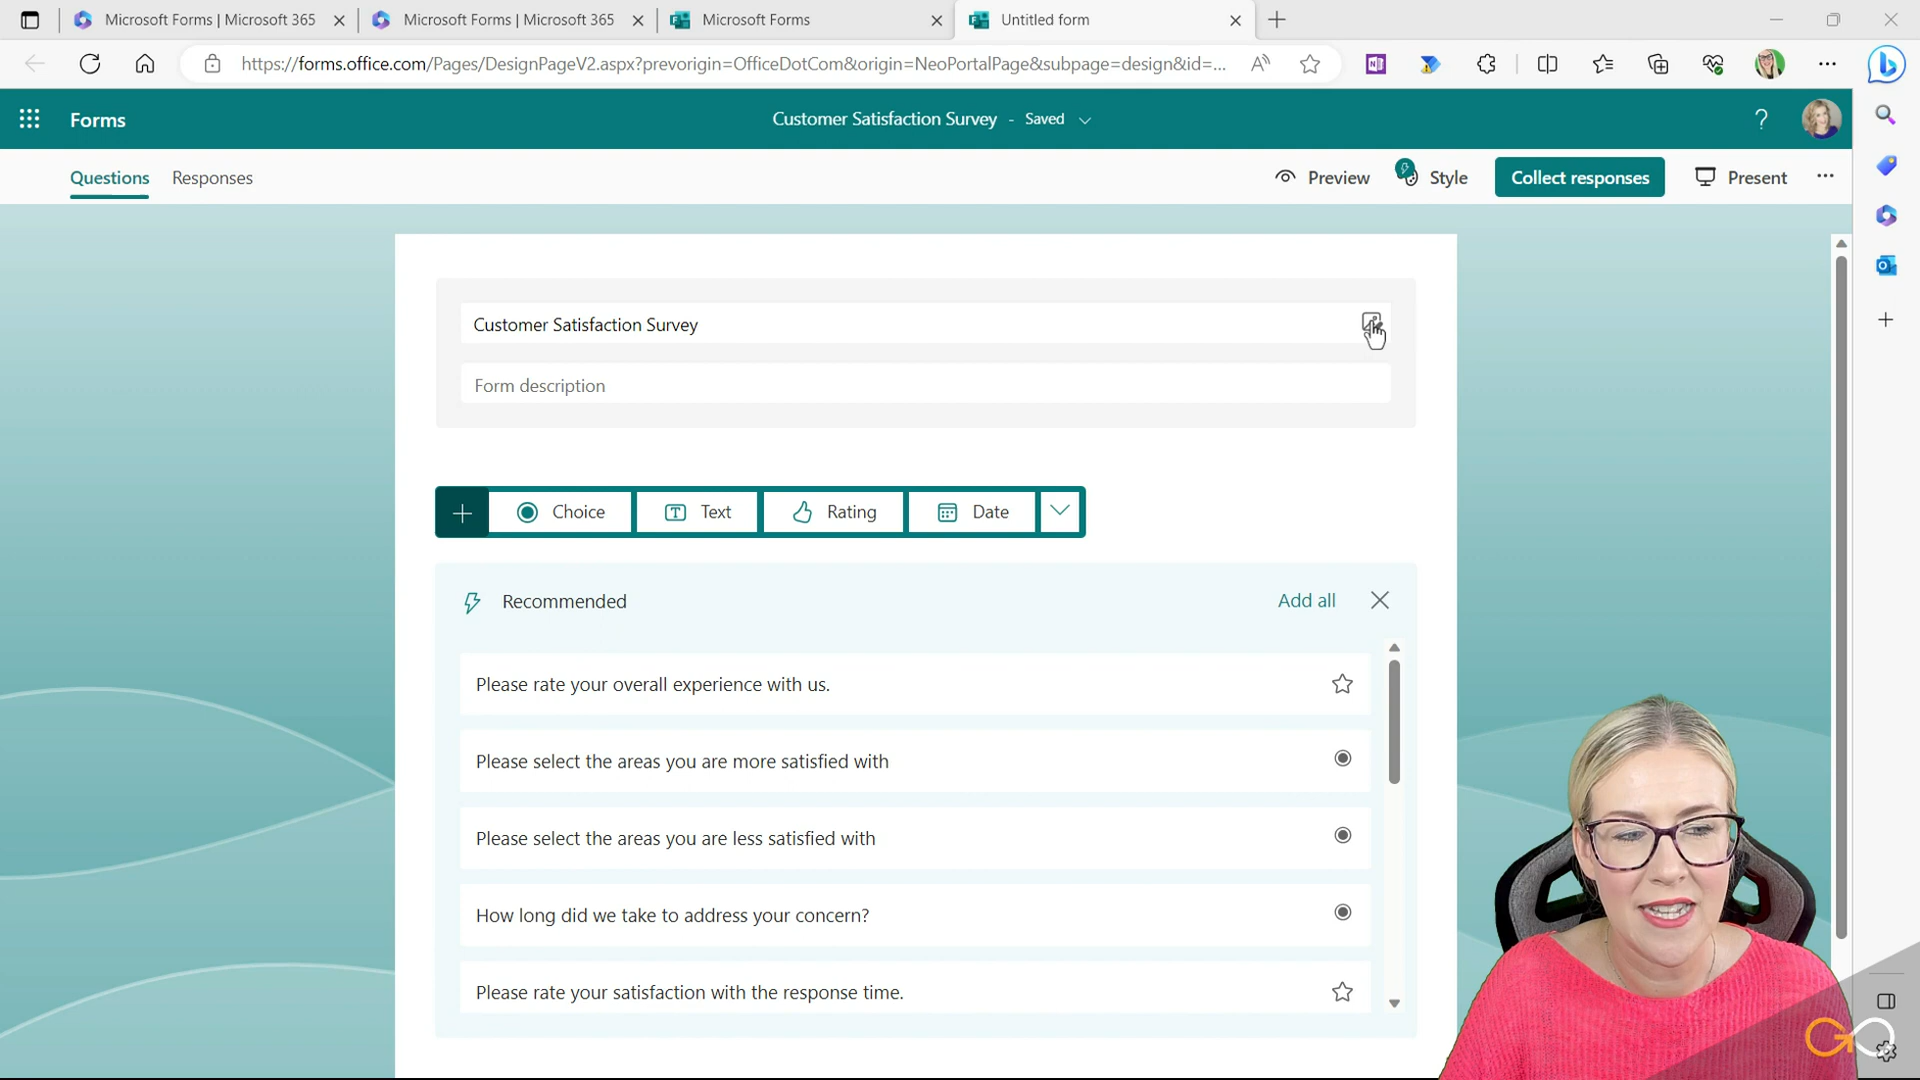 Microsoft Forms | Microsoft 365
Microsoft Forms | Microsoft 365
Microsoft Forms
Untitled form
https://forms.office.com/Pages/DesignPageV2.aspx?prevorigin=OfficeDotCom&origin=NeoPortalPage&subpage=design&id=...
Forms
Customer Satisfaction Survey - Saved
Questions
Responses
Preview
Style
Collect responses
Present
Customer Satisfaction Survey
Form description
Choice
Text
Rating
Date
Recommended
Add all
Please rate your overall experience with us.
Please select the areas you are more satisfied with
Please select the areas you are less satisfied with
How long did we take to address your concern?
Please rate your satisfaction with the response time.